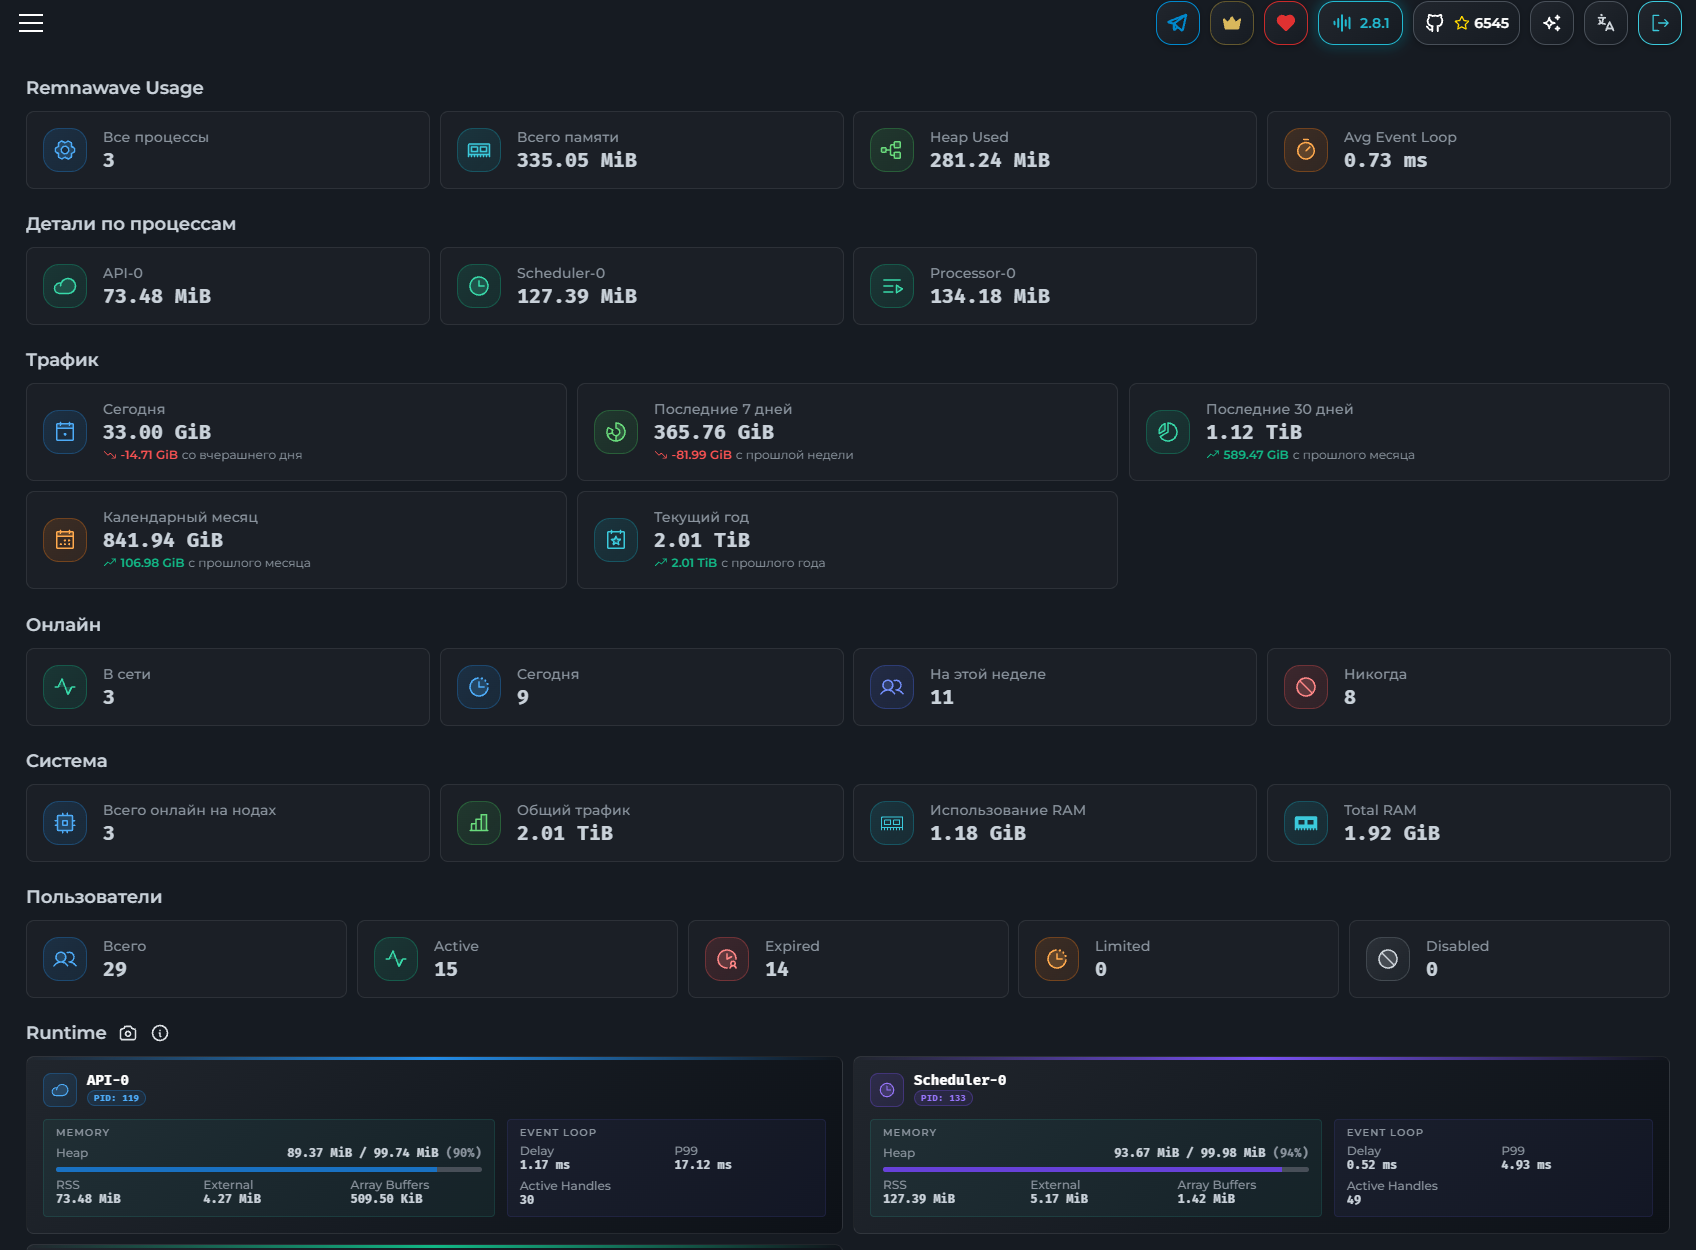 2.8.1
6545
Remnawave Usage
Все процессы
3
Всего памяти
335.05 MiB
Heap Used
281.24 MiB
Avg Event Loop
0.73 ms
Детали по процессам
API-0
73.48 MiB
Scheduler-0
127.39 MiB
Processor-0
134.18 MiB
Трафик
Сегодня
33.00 GiB
-14.71 GiB со вчерашнего дня
Последние 7 дней
365.76 GiB
-81.99 GiB с прошлой недели
Последние 30 дней
1.12 TiB
589.47 GiB с прошлого месяца
Календарный месяц
841.94 GiB
106.98 GiB с прошлого месяца
Текущий год
2.01 TiB
2.01 TiB с прошлого года
Онлайн
В сети
3
Сегодня
9
На этой неделе
11
Никогда
8
Система
Всего онлайн на нодах
3
Общий трафик
2.01 TiB
Использование RAM
1.18 GiB
Total RAM
1.92 GiB
Пользователи
Всего
29
Active
15
Expired
14
Limited
0
Disabled
0
Runtime
API-0
PID: 119
MEMORY
Heap 89.37 MiB / 99.74 MiB (90%)
RSS External Array Buffers
73.48 MiB 4.27 MiB 509.50 KiB
EVENT LOOP
Delay P99
1.17 ms 17.12 ms
Active Handles
30
Scheduler-0
PID: 133
MEMORY
Heap 93.67 MiB / 99.98 MiB (94%)
RSS External Array Buffers
127.39 MiB 5.17 MiB 1.42 MiB
EVENT LOOP
Delay P99
0.52 ms 4.93 ms
Active Handles
49